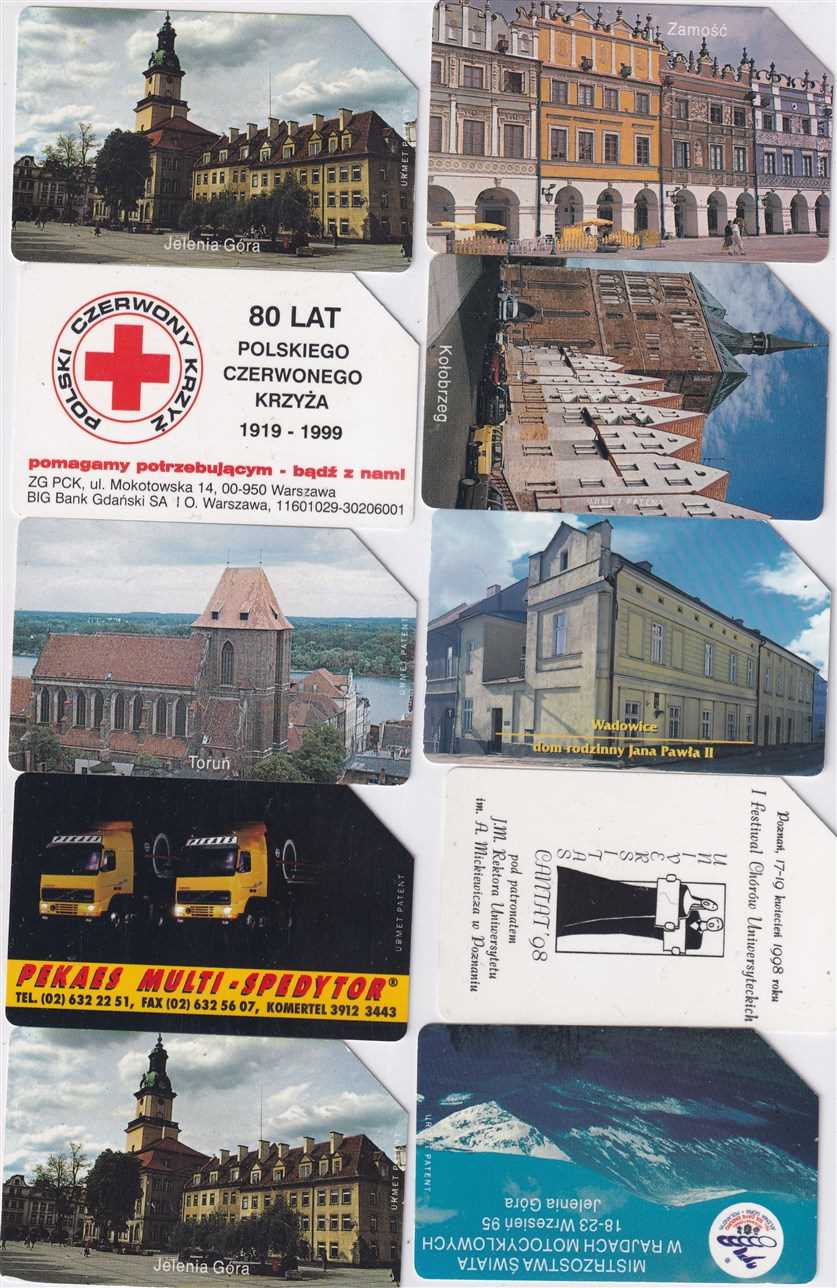 Jelenia Góra
URMET P
Zamość
POLSKI CZERWONY KRZYŻ
80 LAT
POLSKIEGO
CZERWONEGO
KRZYŻA
1919 - 1999
pomagamy potrzebującym - bądź z nami
ZG PCK, ul. Mokotowska 14, 00-950 Warszawa
BIG Bank Gdański SA I O. Warszawa, 11601029-30206001
Kołobrzeg
URMET PATENT
Toruń
URMET PATENT
Wadowice
dom rodzinny Jana Pawła II
PEKAES
PEKAES
URMET PATENT
PEKAES MULTI-SPEDYTOR®
TEL. (02) 632 22 51, FAX (02) 632 56 07, KOMERTEL 3912 3443
Poznań, 17-19 kwiecień 1998 roku
I Festiwal Chórów Uniwersyteckich
UNIVERSITAS
CANTAT '98
pod patronatem
J.M. Rektora Uniwersytetu
im. A. Mickiewicza w Poznaniu
Jelenia Góra
URMET P
MISTRZOSTWA ŚWIATA
W RAJDACH MOTOCYKLOWYCH
18-23 Wrzesień 95
Jelenia Góra
PATENT